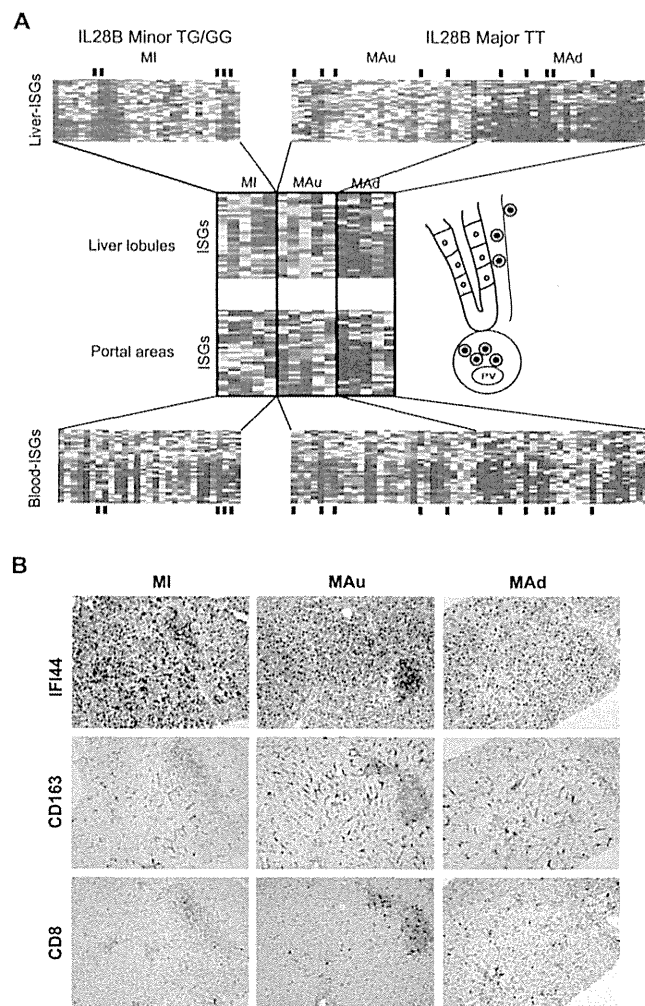 A
IL28B Minor TG/GG
IL28B Major TT
MI
MAu
MAd
Liver-ISGs
MI
MAu
MAd
Liver lobules
ISGs
Portal areas
ISGs
PV
Blood-ISGs
B
MI
MAu
MAd
IFI44
CD163
CD8